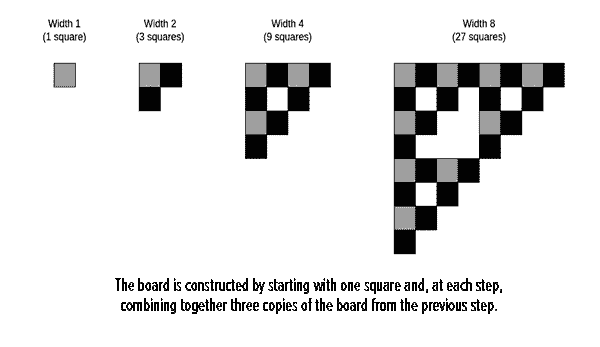 Width 1
(1 square)
Width 2
(3 squares)
Width 4
(9 squares)
Width 8
(27 squares)
The board is constructed by starting with one square and, at each step,
combining together three copies of the board from the previous step.